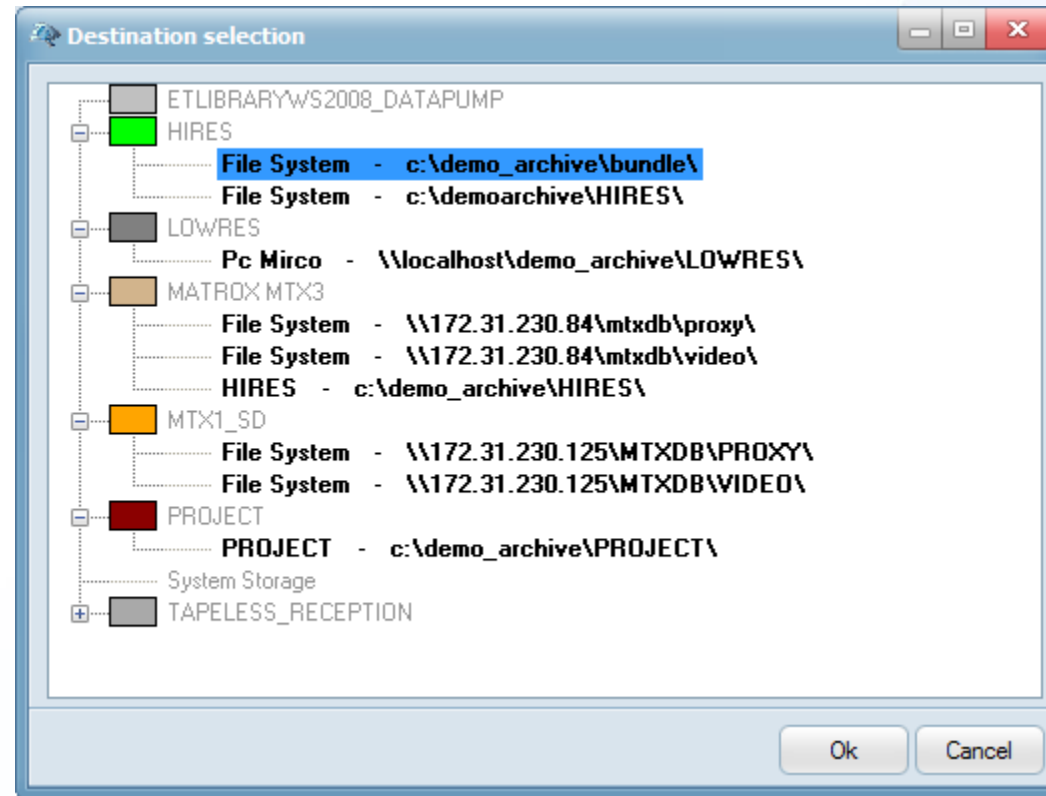 Destination selection
ETLIBRARYWS2008_DATAPUMP
HIRES
File System - c:\demo_archive\bundle\
File System - c:\demoarchive\HIRES\
LOWRES
Pc Mirco - \\localhost\demo_archive\LOWRES\
MATROX MTX3
File System - \\172.31.230.84\mtxdb\proxy\
File System - \\172.31.230.84\mtxdb\video\
HIRES - c:\demo_archive\HIRES\
MTX1_SD
File System - \\172.31.230.125\MTXDB\PROXY\
File System - \\172.31.230.125\MTXDB\VIDEO\
PROJECT
PROJECT - c:\demo_archive\PROJECT\
System Storage
TAPELESS_RECEPTION
Ok Cancel